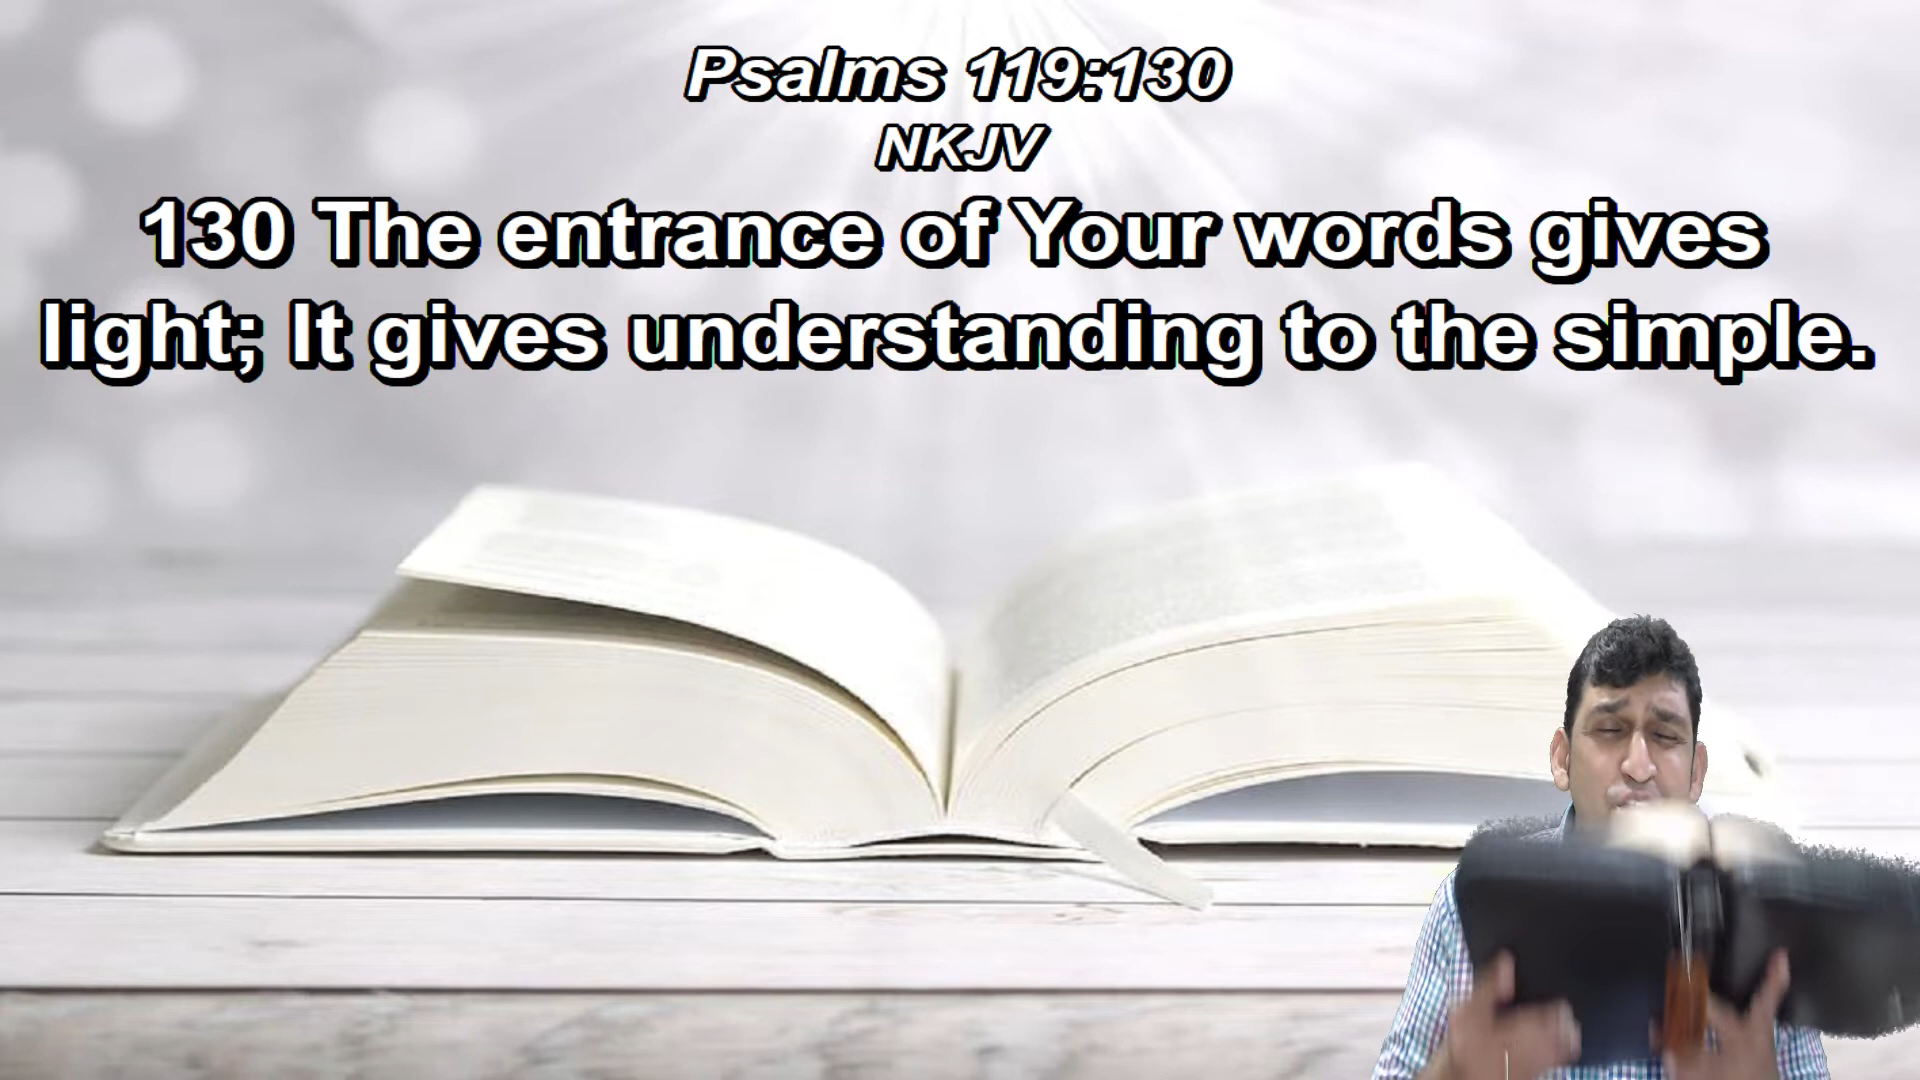 Psalms 119:130
NKJV
130 The entrance of Your words gives
light; It gives understanding to the simple.